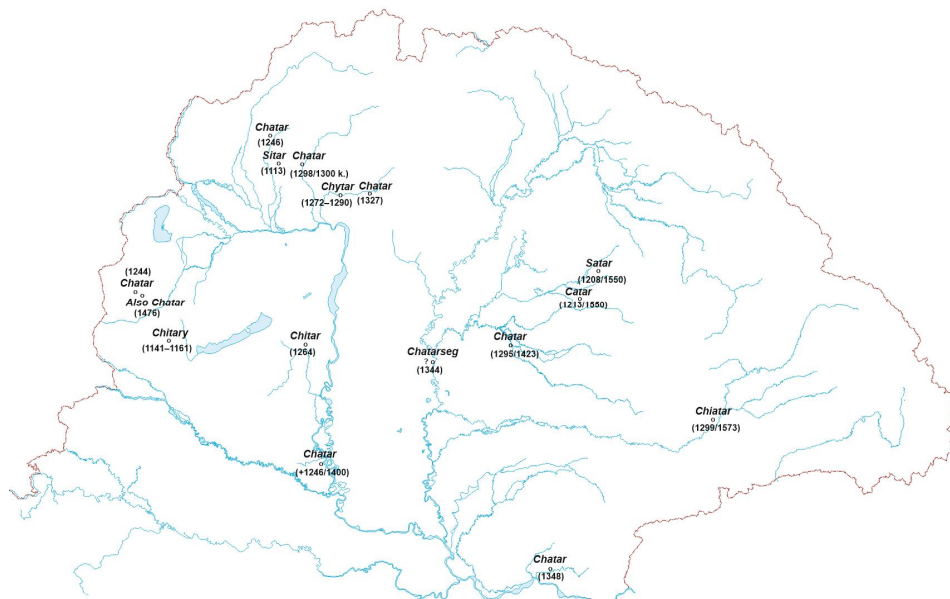 Chatar
(1246)
Sitar
(1113)
Chatar
(1298/1300 k.)
Chytar
(1272–1290)
Chatar
(1327)
(1244)
Chatar
Also Chatar
(1476)
Chitary
(1141–1161)
Chitar
(1264)
Satar
(1208/1550)
Catar
(1213/1550)
Chatar
(1295/1423)
Chatarseg
?
(1344)
Chiatar
(1299/1573)
Chatar
(+1246/1400)
Chatar
(1348)